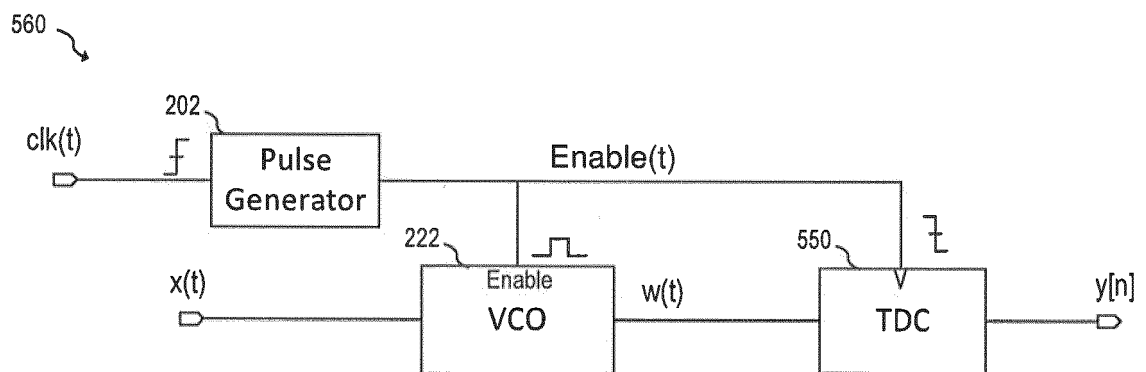 560
202
clk(t)
Pulse
Generator
Enable(t)
222
550
x(t)
Enable
VCO
w(t)
TDC
y[n]